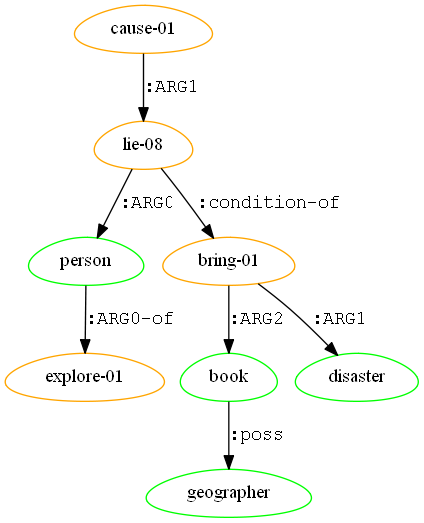 cause-01
:ARG1
lie-08
:ARG0 :condition-of
person bring-01
:ARG0-of :ARG2 :ARG1
explore-01 book disaster
:poss
geographer